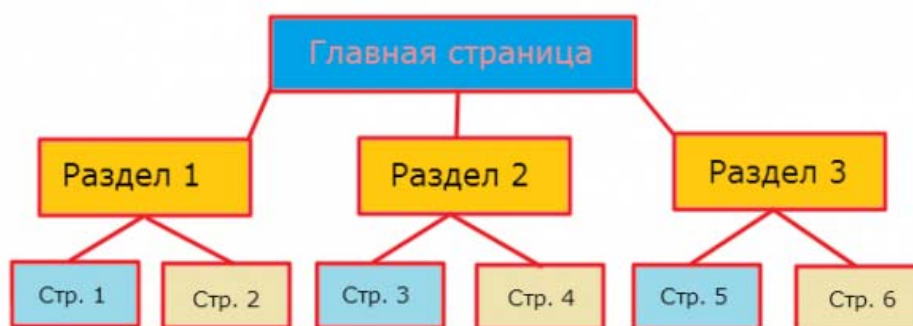 Главная страница
Раздел 1
Раздел 2
Раздел 3
Стр. 1
Стр. 2
Стр. 3
Стр. 4
Стр. 5
Стр. 6